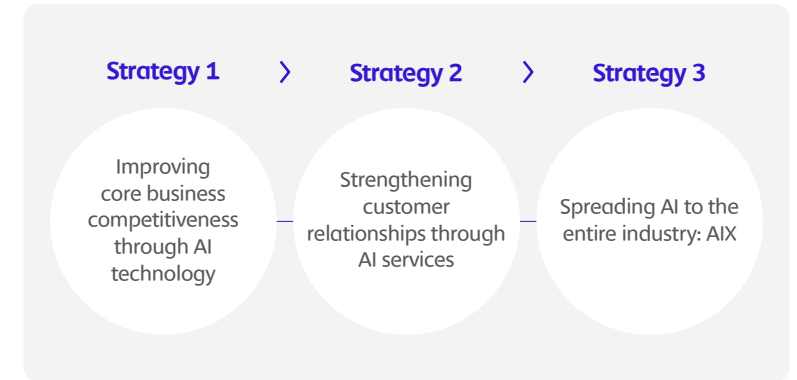 Strategy 1 > Strategy 2 > Strategy 3
Improving
core business
competitiveness
through AI
technology
Strengthening
customer
relationships through
AI services
Spreading AI to the
entire industry: AIX